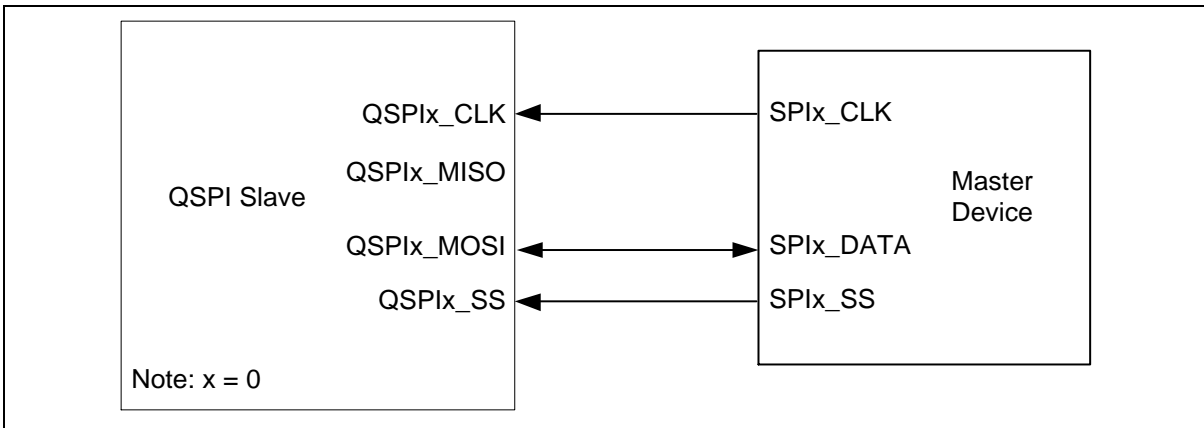 QSPIx_CLK
SPIx_CLK
QSPIx_MISO
QSPI Slave
Master
Device
QSPIx_MOSI
SPIx_DATA
QSPIx_SS
SPIx_SS
Note: x = 0